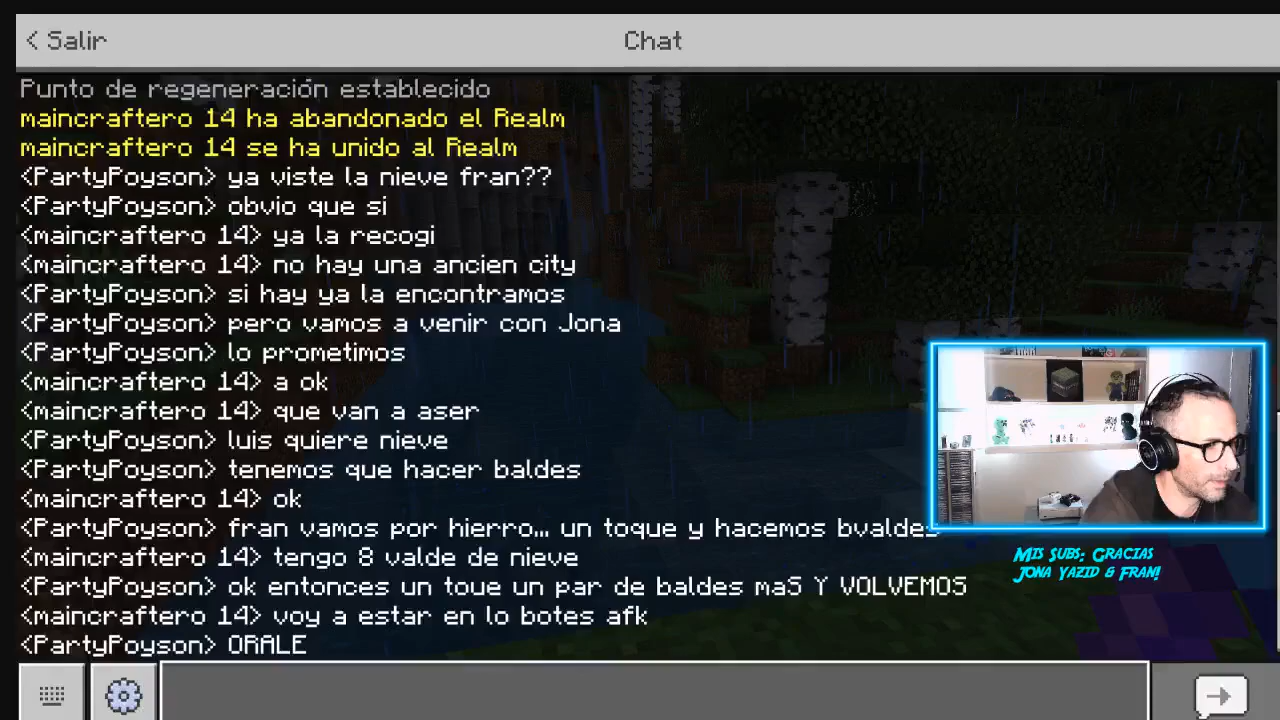 < Salir
Chat
Punto de regeneración establecido
maincraftero 14 ha abandonado el Realm
maincraftero 14 se ha unido al Realm
<PartyPoyson> ya viste la nieve fran??
<PartyPoyson> obvio que si
<maincraftero 14> ya la recogi
<maincraftero 14> no hay una ancien city
<PartyPoyson> si hay ya la encontramos
<PartyPoyson> pero vamos a venir con Jona
<PartyPoyson> lo prometimos
<maincraftero 14> a ok
<maincraftero 14> que van a aser
<PartyPoyson> luis quiere nieve
<PartyPoyson> tenemos que hacer baldes
<maincraftero 14> ok
<PartyPoyson> fran vamos por hierro... un toque y hacemos bvaldes
<maincraftero 14> tengo 8 valde de nieve
<PartyPoyson> ok entonces un toue un par de baldes maS Y VOLVEMOS
<maincraftero 14> voy a estar en lo botes afk
<PartyPoyson> ORALE
Mis Subs: Gracias
Jona Yazid & Fran!